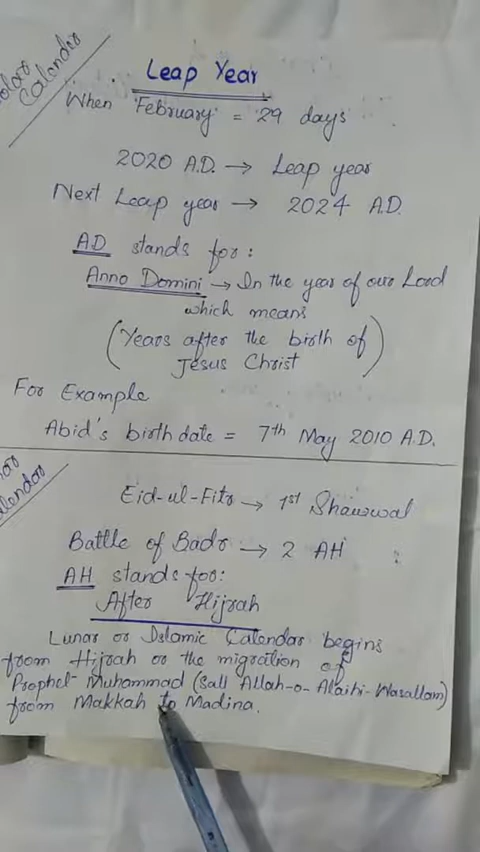 Solar
Calendar
Leap Year
When February = 29 days
2020 A.D. → Leap year
Next Leap year → 2024 A.D.
AD stands for:
Anno Domini → In the year of our Lord
which means
(Years after the birth of
Jesus Christ)
For Example
Abid's birthdate = 7th May 2010 A.D.
Calendar
Eid-ul-Fitr → 1st Shawwal
Battle of Badr → 2 AH
AH stands for:
After Hijrah
Lunar or Islamic Calendar begins
from Hijrah or the migration of
Prophet Muhammad (Sall Allah-o-Alaihi-Wasallam)
from Makkah to Madina.